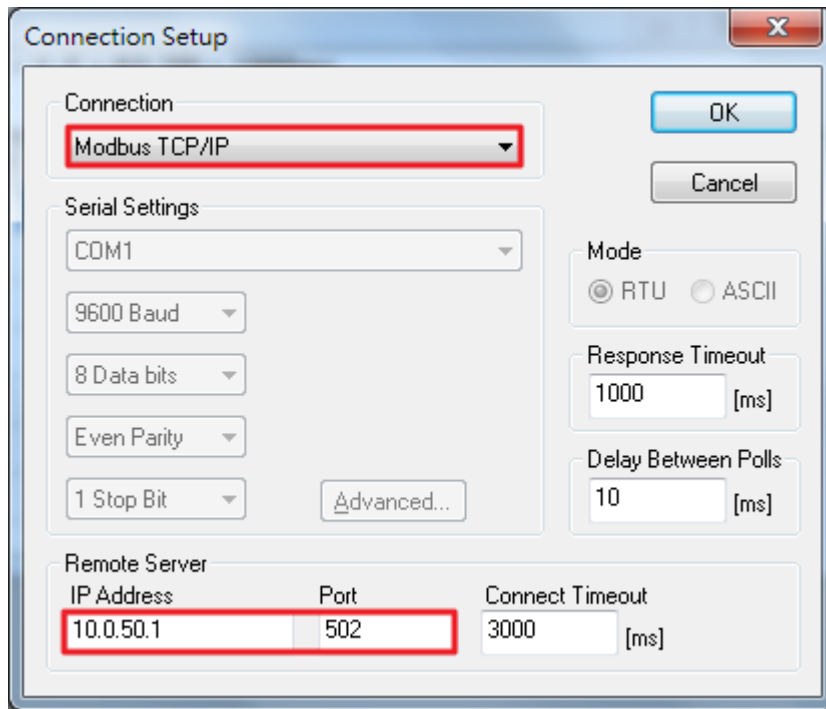 Connection Setup
Connection
Modbus TCP/IP
OK
Cancel
Serial Settings
COM1
9600 Baud
8 Data bits
Even Parity
1 Stop Bit
Advanced...
Mode
RTU ASCII
Response Timeout
1000 [ms]
Delay Between Polls
10 [ms]
Remote Server
IP Address Port Connect Timeout
10.0.50.1 502 3000 [ms]